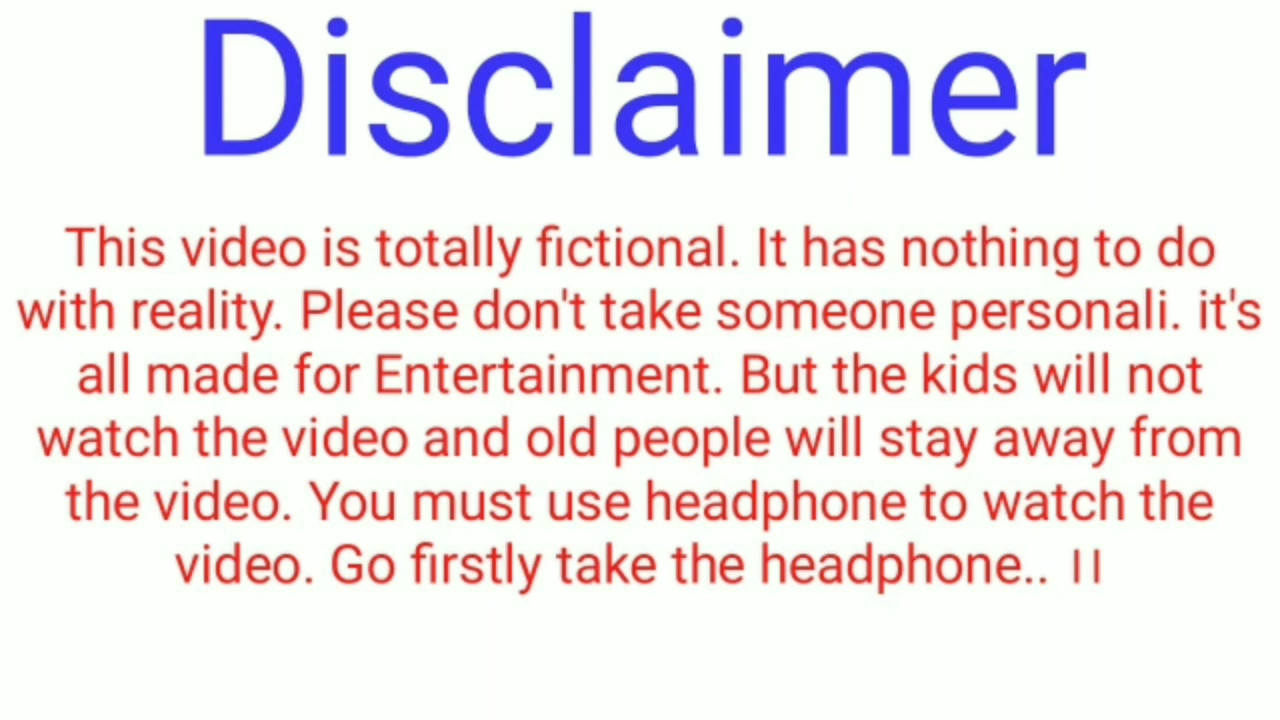 Disclaimer
This video is totally fictional. It has nothing to do
with reality. Please don't take someone personali. it's
all made for Entertainment. But the kids will not
watch the video and old people will stay away from
the video. You must use headphone to watch the
video. Go firstly take the headphone.. ।।